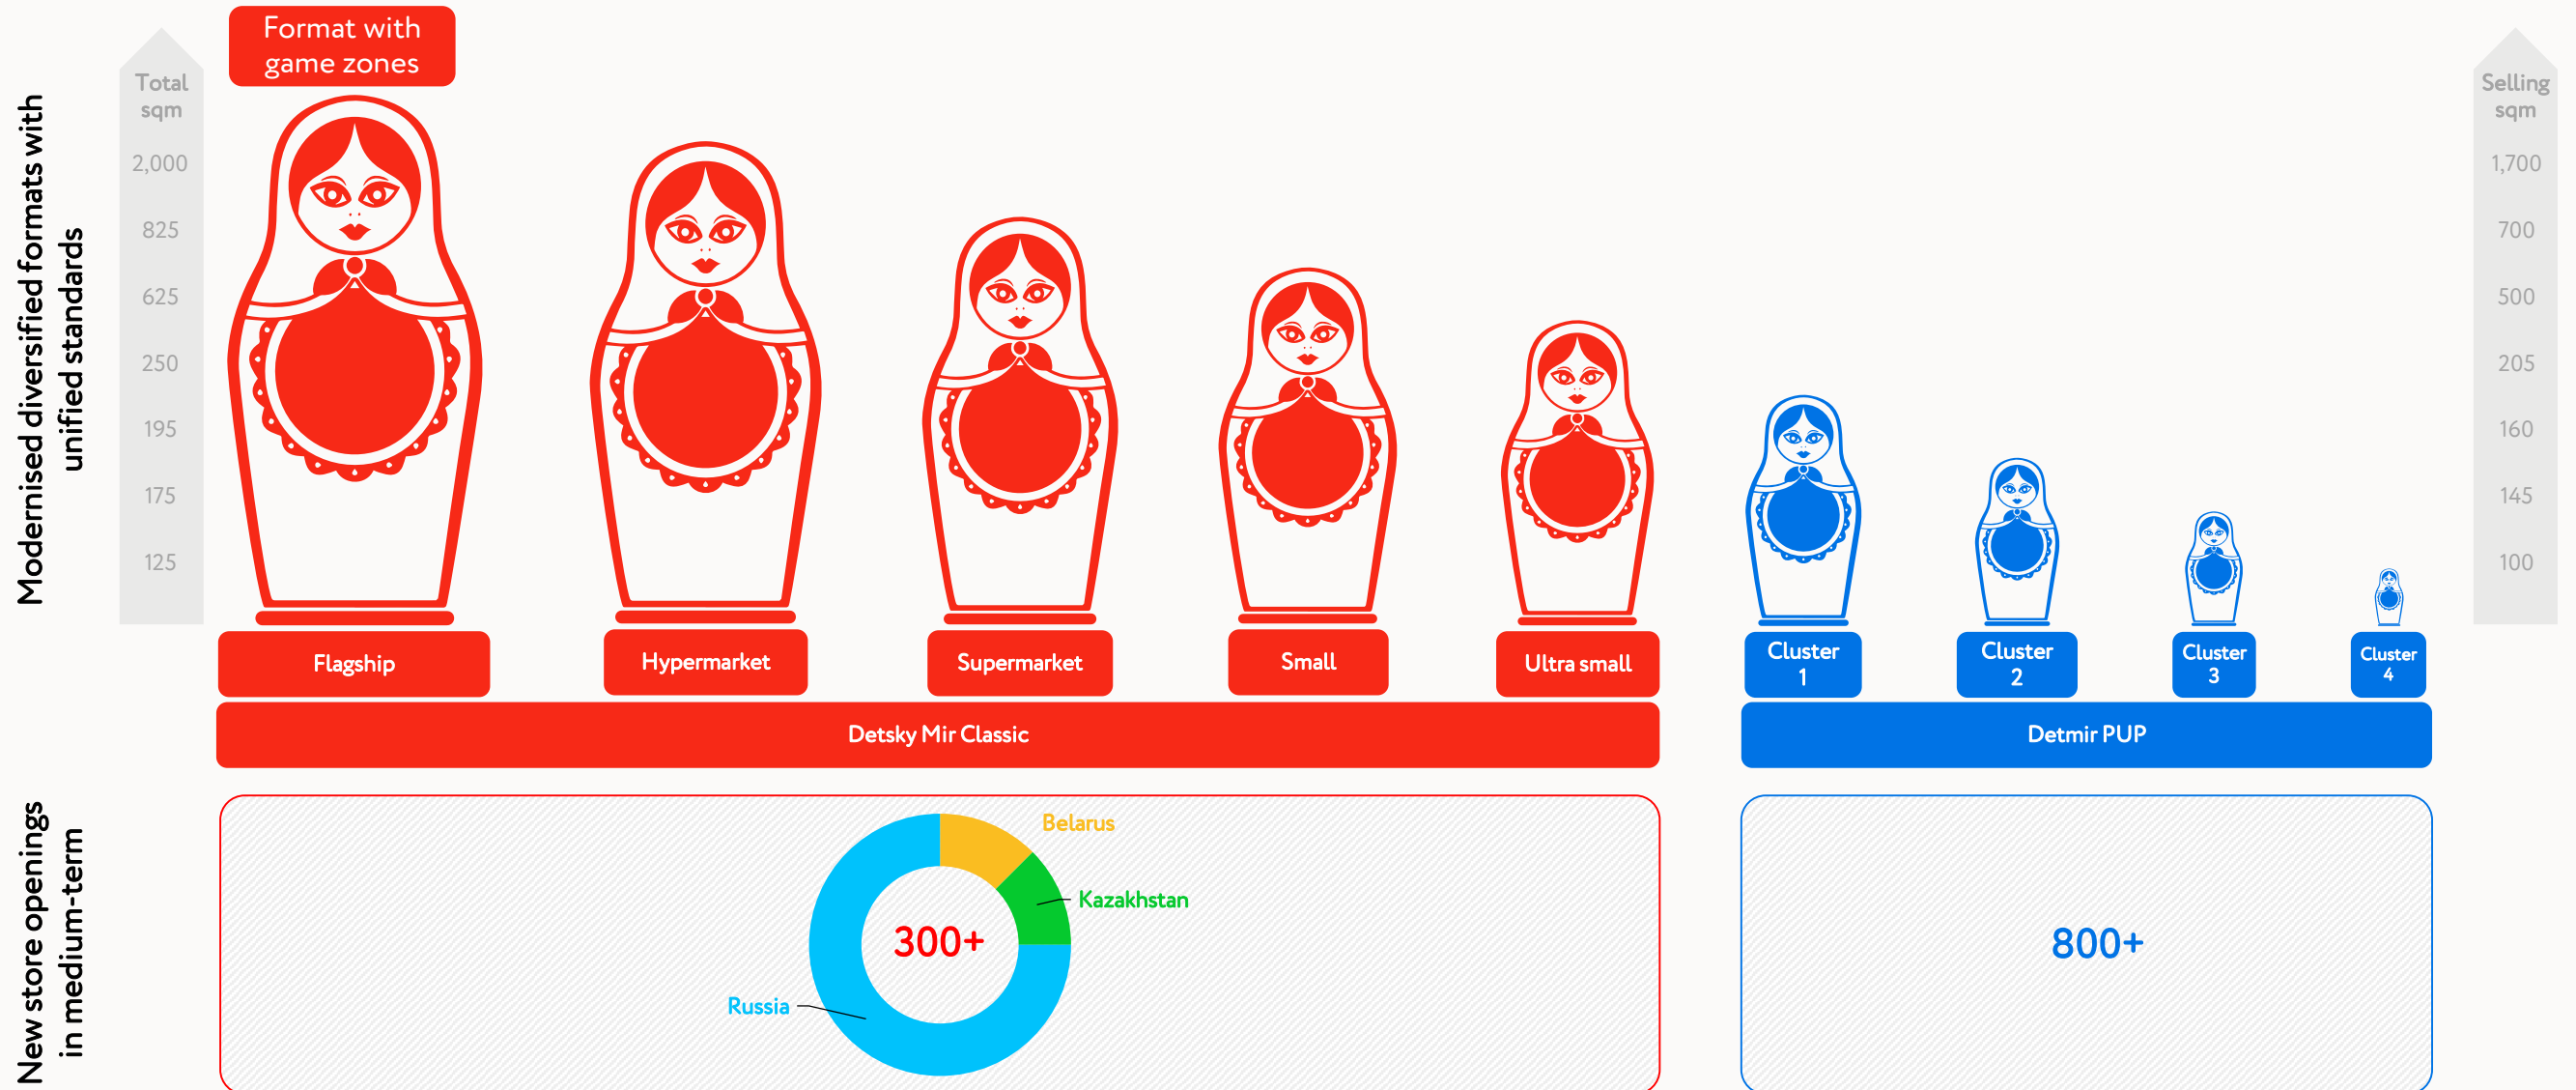 Format with
game zones
Modernised diversified formats with
unified standards
Total
sqm
2,000
825
625
250
195
175
125
Selling
sqm
1,700
700
500
205
160
145
100
Flagship
Hypermarket
Supermarket
Small
Ultra small
Cluster
1
Cluster
2
Cluster
3
Cluster
4
Detsky Mir Classic
Detmir PUP
New store openings
in medium-term
Belarus
Kazakhstan
300+
Russia
800+